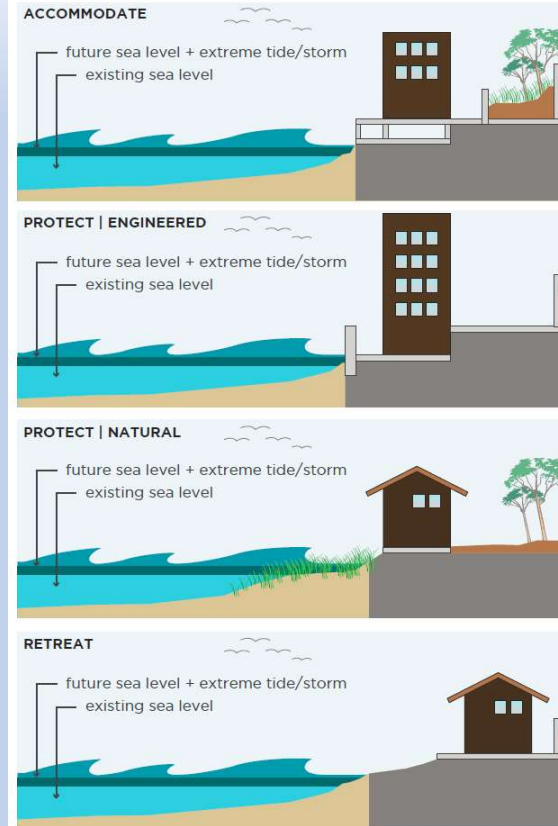 ACCOMMODATE
future sea level + extreme tide/storm
existing sea level
PROTECT | ENGINEERED
future sea level + extreme tide/storm
existing sea level
PROTECT | NATURAL
future sea level + extreme tide/storm
existing sea level
RETREAT
future sea level + extreme tide/storm
existing sea level